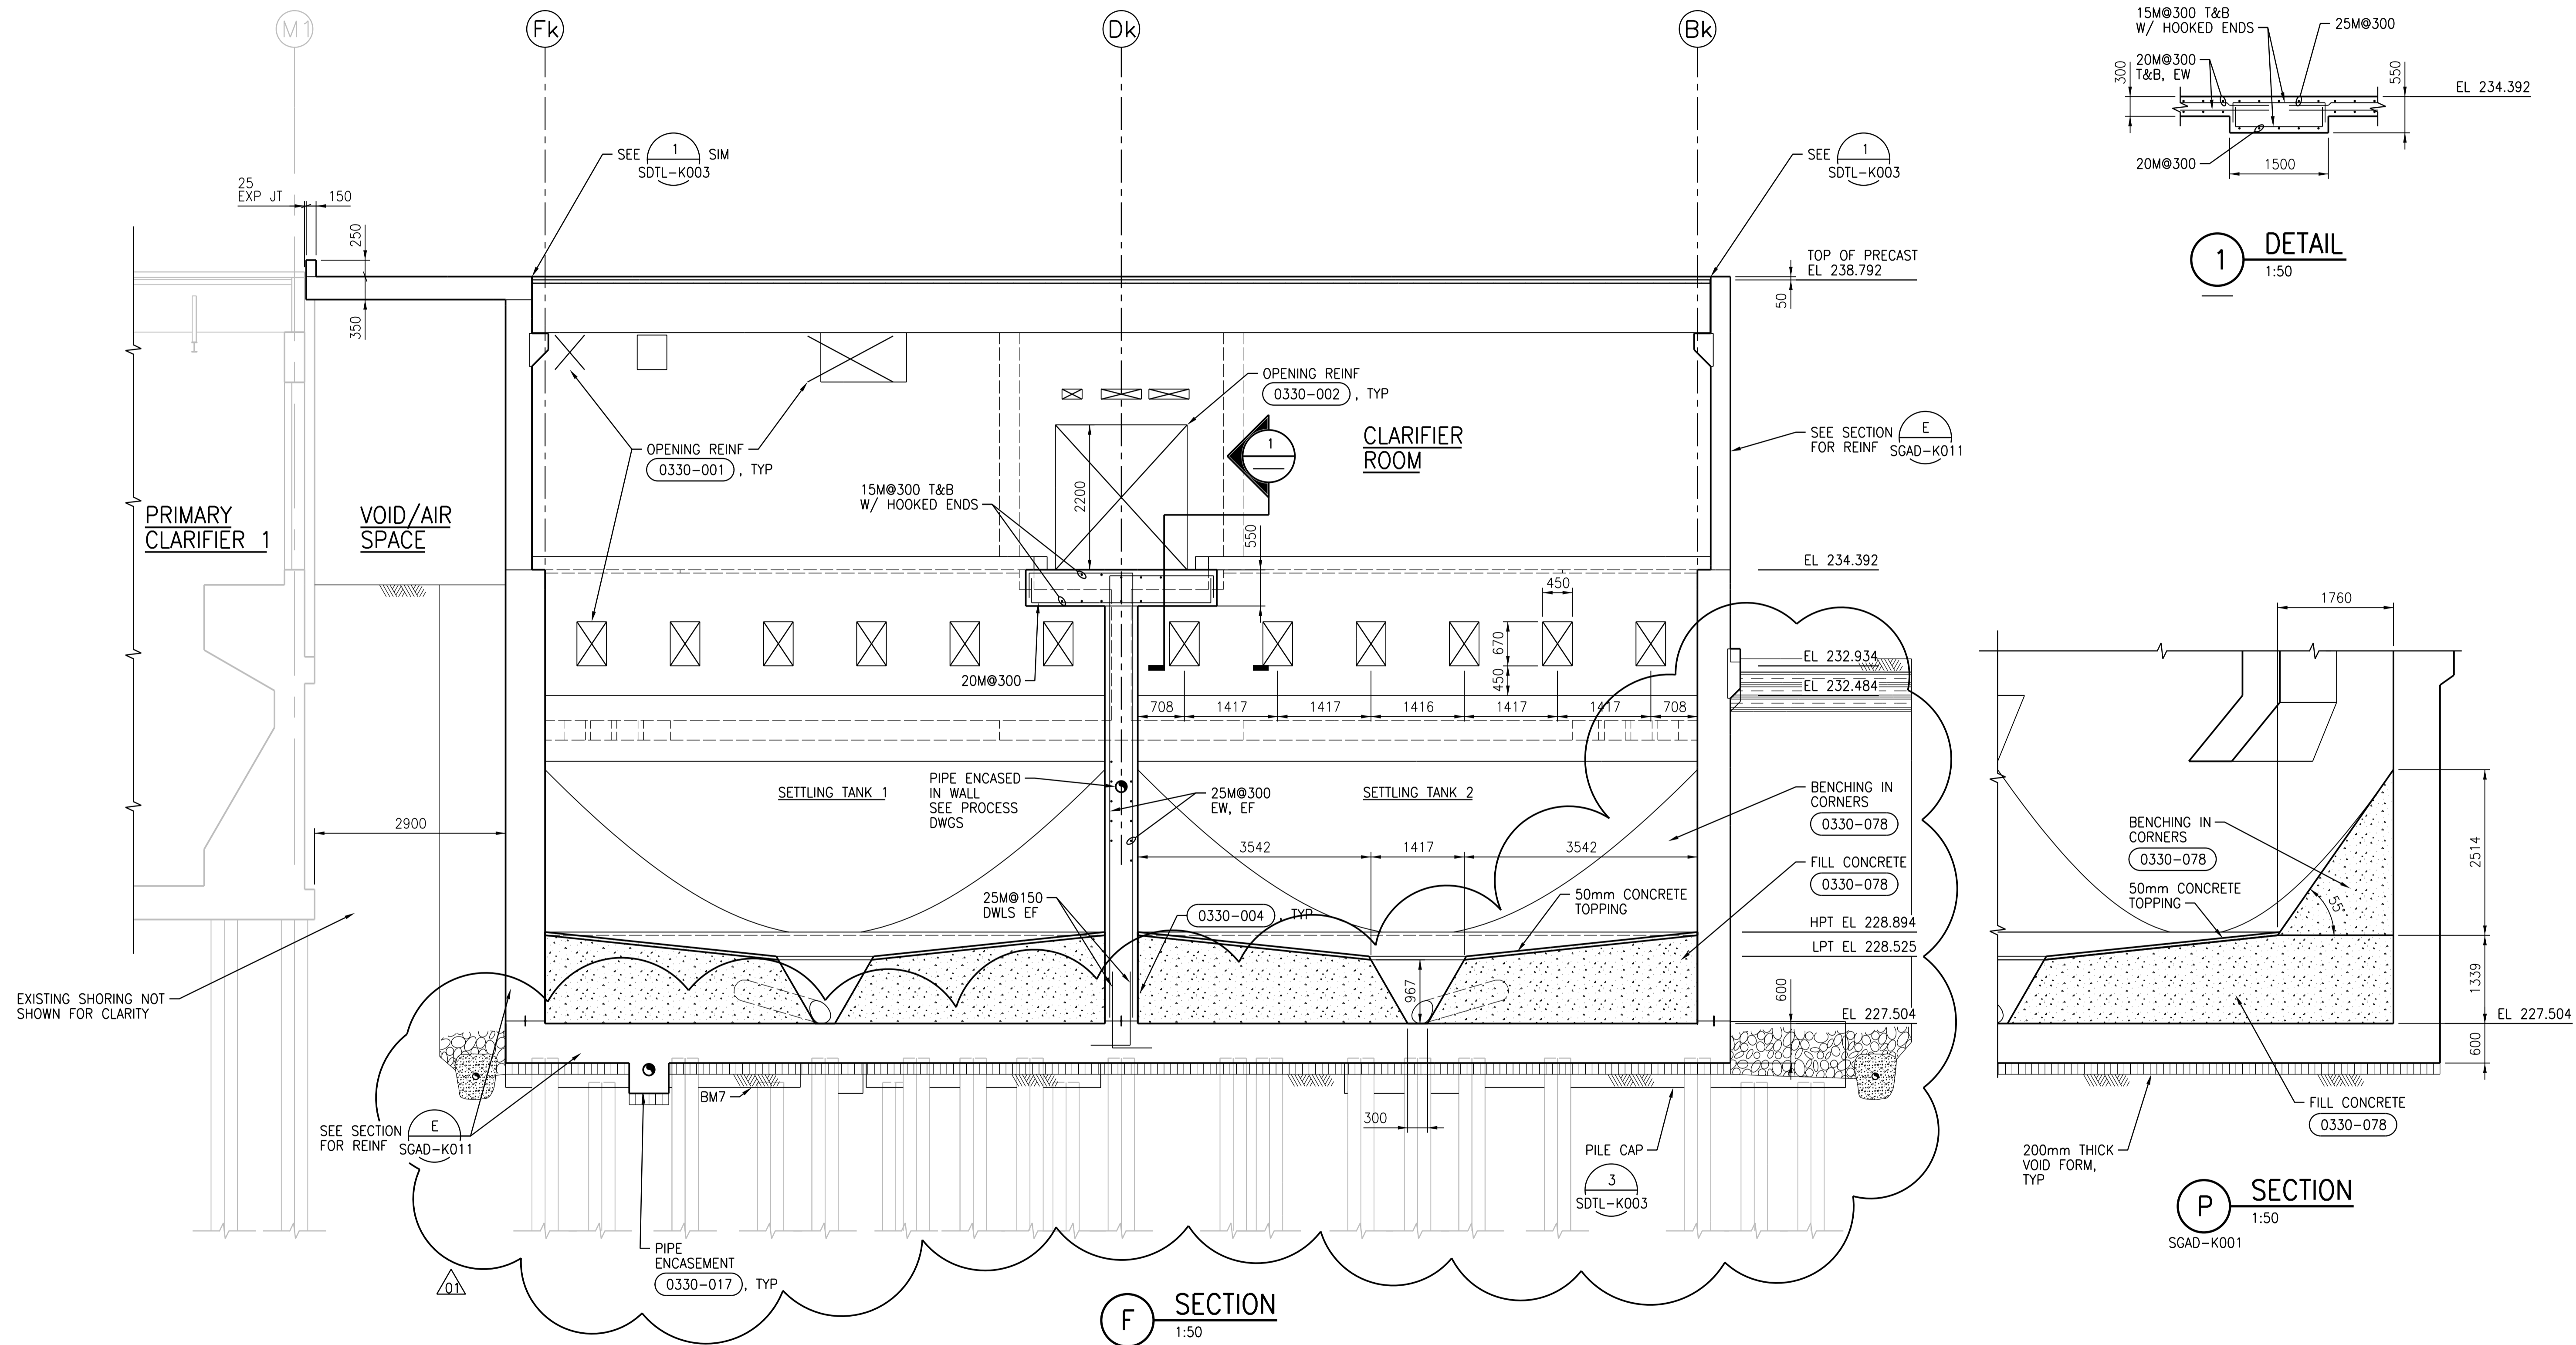 M1
Fk
Dk
Bk
15M@300 T&B
W/ HOOKED ENDS
25M@300
20M@300
T&B, EW
300
550
EL 234.392
20M@300
1500
1
DETAIL
1:50
SEE
1
SIM
SDTL-K003
SEE
1
SDTL-K003
25
EXP JT
150
250
350
TOP OF PRECAST
EL 238.792
50
OPENING REINF
0330-002
, TYP
1
CLARIFIER
ROOM
SEE SECTION
FOR REINF
E
SGAD-K011
OPENING REINF
0330-001
, TYP
2200
15M@300 T&B
W/ HOOKED ENDS
550
PRIMARY
CLARIFIER 1
VOID/AIR
SPACE
EL 234.392
450
670
450
20M@300
EL 232.934
EL 232.484
708
1417
1417
1416
1417
1417
708
PIPE ENCASED
IN WALL
SEE PROCESS
DWGS
SETTLING TANK 1
25M@300
EW, EF
SETTLING TANK 2
BENCHING IN
CORNERS
0330-078
2900
3542
1417
3542
FILL CONCRETE
0330-078
25M@150
DWLS EF
0330-004
, TYP
50mm CONCRETE
TOPPING
HPT EL 228.894
LPT EL 228.525
967
600
EL 227.504
EXISTING SHORING NOT
SHOWN FOR CLARITY
BM7
300
SEE SECTION
FOR REINF
E
SGAD-K011
PILE CAP
3
SDTL-K003
PIPE
ENCASEMENT
0330-017
, TYP
01
F
SECTION
1:50
1760
BENCHING IN
CORNERS
0330-078
50mm CONCRETE
TOPPING
55°
2514
1339
EL 227.504
600
FILL CONCRETE
0330-078
200mm THICK
VOID FORM,
TYP
P
SECTION
1:50
SGAD-K001